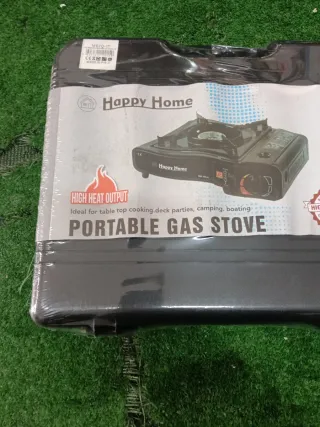 Happy Home
Happy Home
HIGH HEAT OUTPUT
Ideal for table top cooking deck parties, camping, boating
PORTABLE GAS STOVE